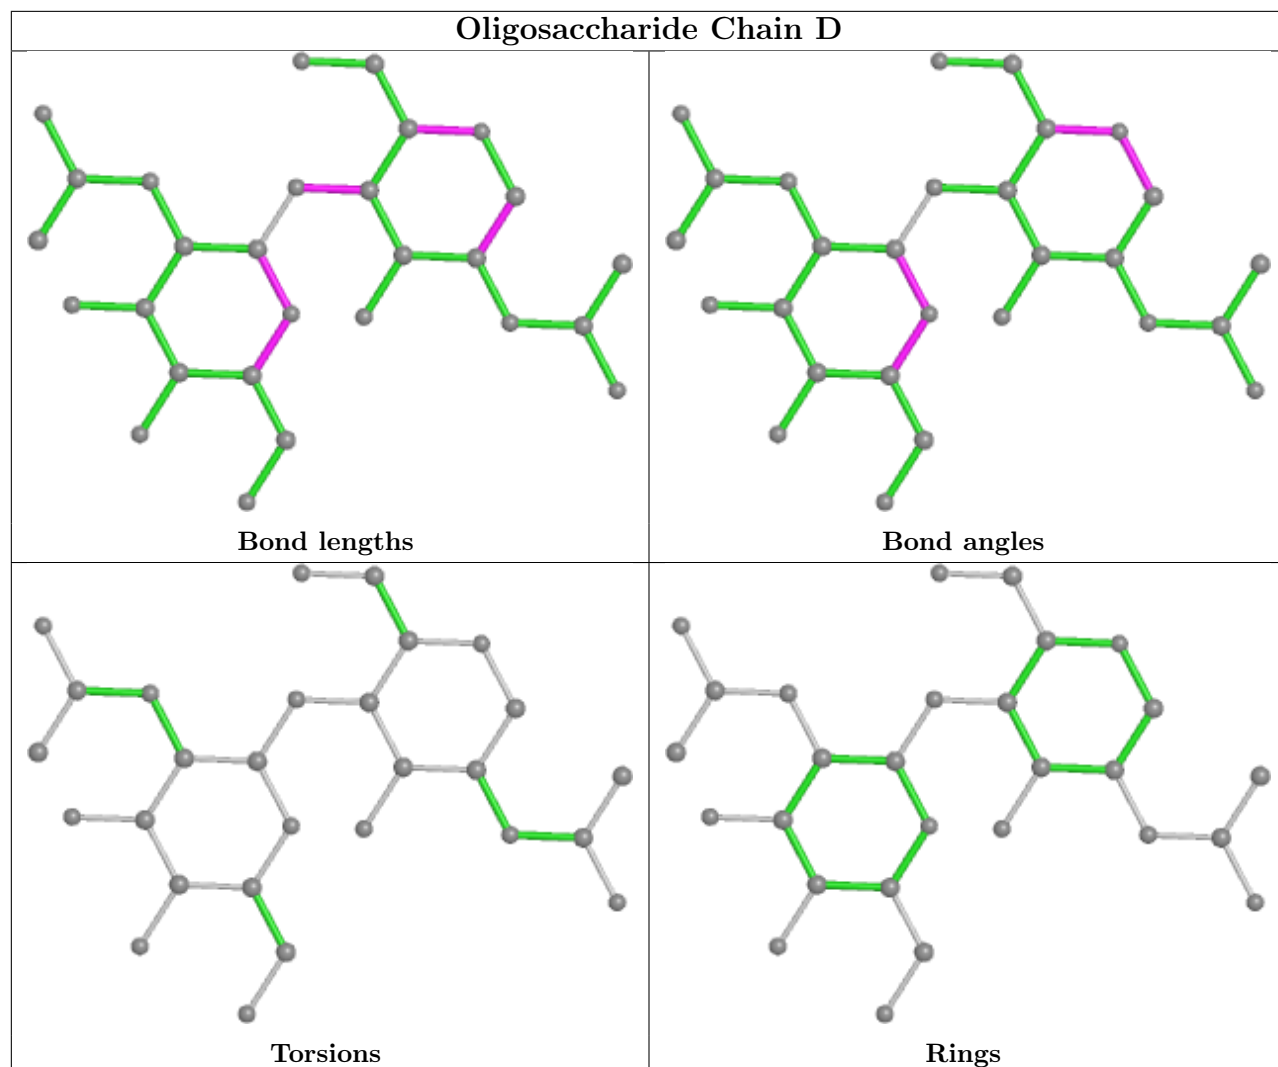 Oligosaccharide Chain D
Bond lengths
Bond angles
Torsions
Rings